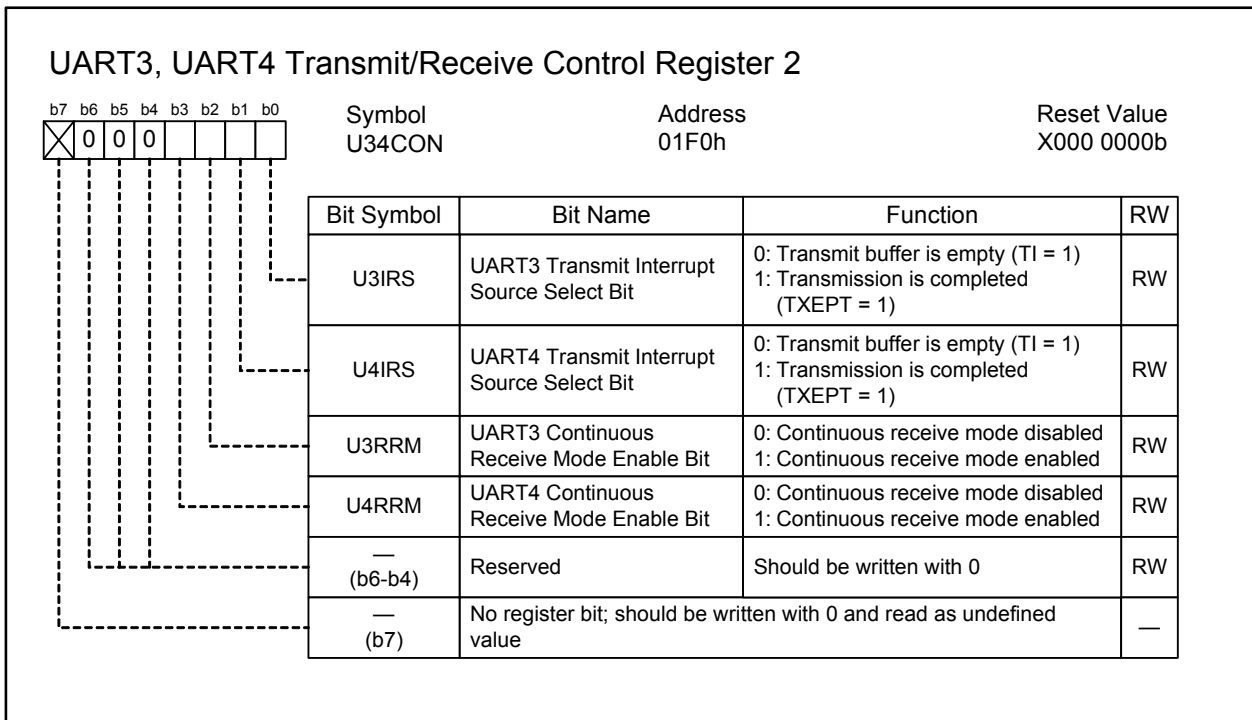 UART3, UART4 Transmit/Receive Control Register 2
b7 b6 b5 b4 b3 b2 b1 b0
0 0 0
Symbol Address Reset Value
U34CON 01F0h X000 0000b
Bit Symbol Bit Name Function RW
U3IRS
UART3 Transmit Interrupt
Source Select Bit
0: Transmit buffer is empty (TI = 1)
1: Transmission is completed
(TXEPT = 1)
RW
U4IRS
UART4 Transmit Interrupt
Source Select Bit
0: Transmit buffer is empty (TI = 1)
1: Transmission is completed
(TXEPT = 1)
RW
U3RRM
UART3 Continuous
Receive Mode Enable Bit
0: Continuous receive mode disabled
1: Continuous receive mode enabled
RW
U4RRM
UART4 Continuous
Receive Mode Enable Bit
0: Continuous receive mode disabled
1: Continuous receive mode enabled
RW
—
(b6-b4)
Reserved
Should be written with 0
RW
—
(b7)
No register bit; should be written with 0 and read as undefined
value
—